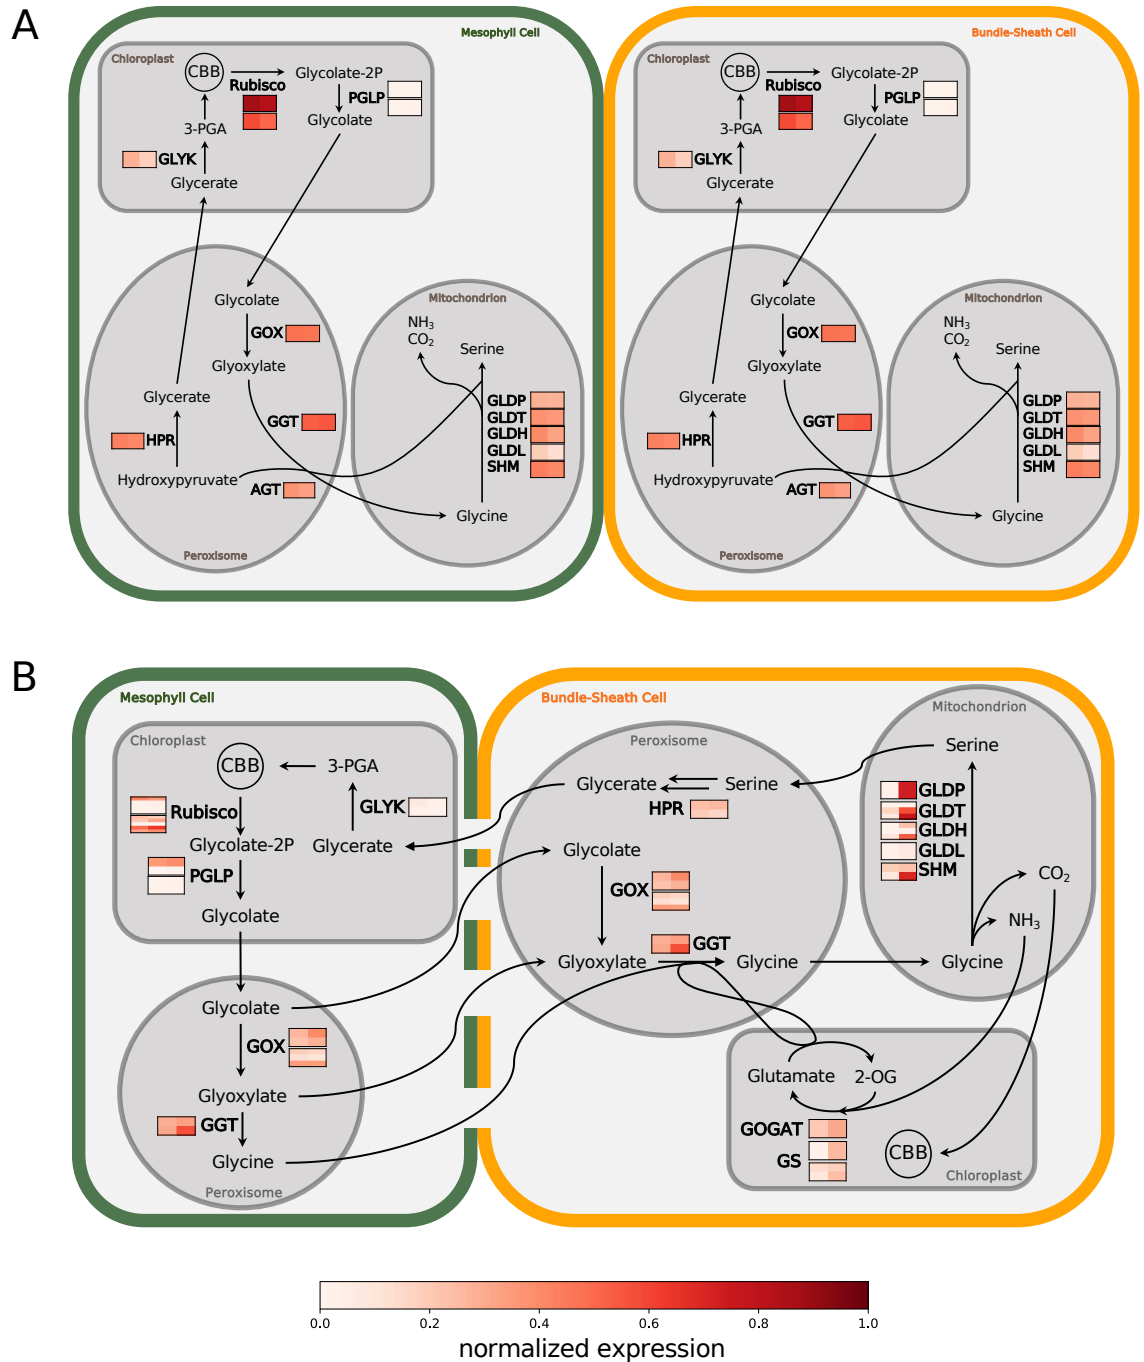 A
Mesophyll Cell
Chloroplast
CBB
Glycolate-2P
Rubisco
PGLP
3-PGA
Glycolate
GLYK
Glycerate
Glycolate
GOX
Glyoxylate
Glycerate
GGT
HPR
Hydroxypyruvate
AGT
Peroxisome
Mitochondrion
NH3
CO2
Serine
GLDP
GLDT
GLDH
GLDL
SHM
Glycine
Bundle-Sheath Cell
Chloroplast
CBB
Glycolate-2P
Rubisco
PGLP
3-PGA
Glycolate
GLYK
Glycerate
Glycolate
GOX
Glyoxylate
Glycerate
GGT
HPR
Hydroxypyruvate
AGT
Peroxisome
Mitochondrion
NH3
CO2
Serine
GLDP
GLDT
GLDH
GLDL
SHM
Glycine
B
Mesophyll Cell
Chloroplast
CBB
3-PGA
Rubisco
GLYK
Glycolate-2P
Glycerate
PGLP
Glycolate
Glycolate
GOX
Glyoxylate
GGT
Glycine
Peroxisome
Bundle-Sheath Cell
Peroxisome
Glycerate
Serine
HPR
Glycolate
GOX
GGT
Glyoxylate
Glycine
Mitochondrion
Serine
GLDP
GLDT
GLDH
GLDL
SHM
CO2
NH3
Glycine
Glutamate
2-OG
GOGAT
GS
CBB
Chloroplast
0.0 0.2 0.4 0.6 0.8 1.0
normalized expression